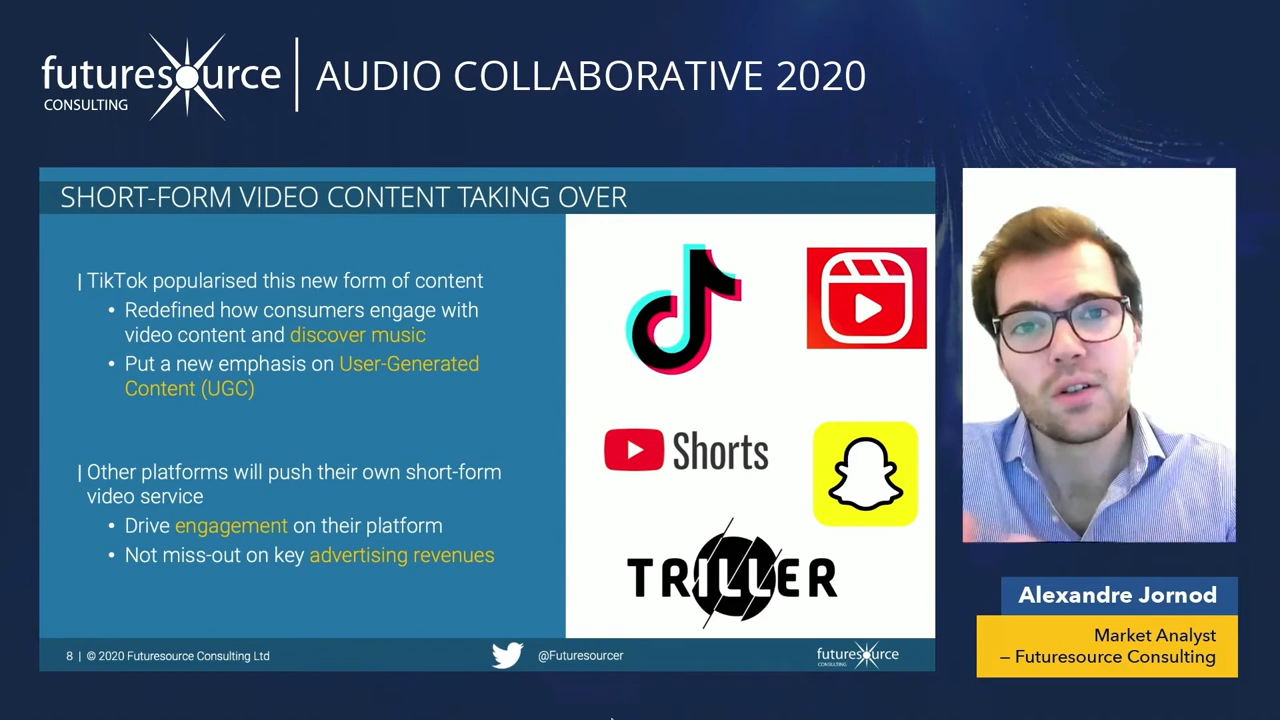 futuresource
CONSULTING
AUDIO COLLABORATIVE 2020
SHORT-FORM VIDEO CONTENT TAKING OVER
| TikTok popularised this new form of content
• Redefined how consumers engage with
video content and discover music
• Put a new emphasis on User-Generated
Content (UGC)
| Other platforms will push their own short-form
video service
• Drive engagement on their platform
• Not miss-out on key advertising revenues
Shorts
TRILLER
8 | © 2020 Futuresource Consulting Ltd
@Futuresourcer
futuresource
CONSULTING
Alexandre Jornod
Market Analyst
– Futuresource Consulting